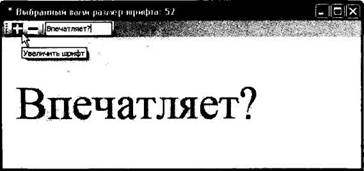 * Выбранный вами размер шрифта: 52
Впечатляет?
Увеличить шрифт
Впечатляет?